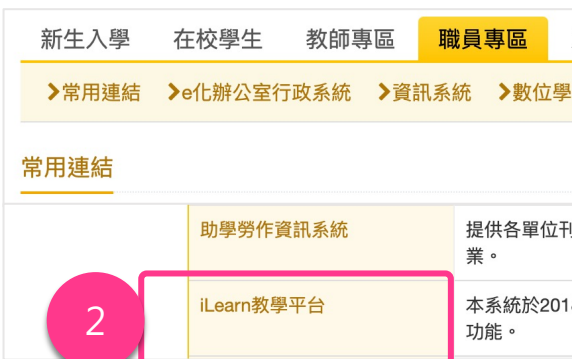 新生入學 在校學生 教師專區 職員專區
>常用連結 >e化辦公室行政系統 >資訊系統 >數位學
常用連結
助學勞作資訊系統 提供各單位刊
業。
iLearn教學平台 本系統於2018
功能。
2